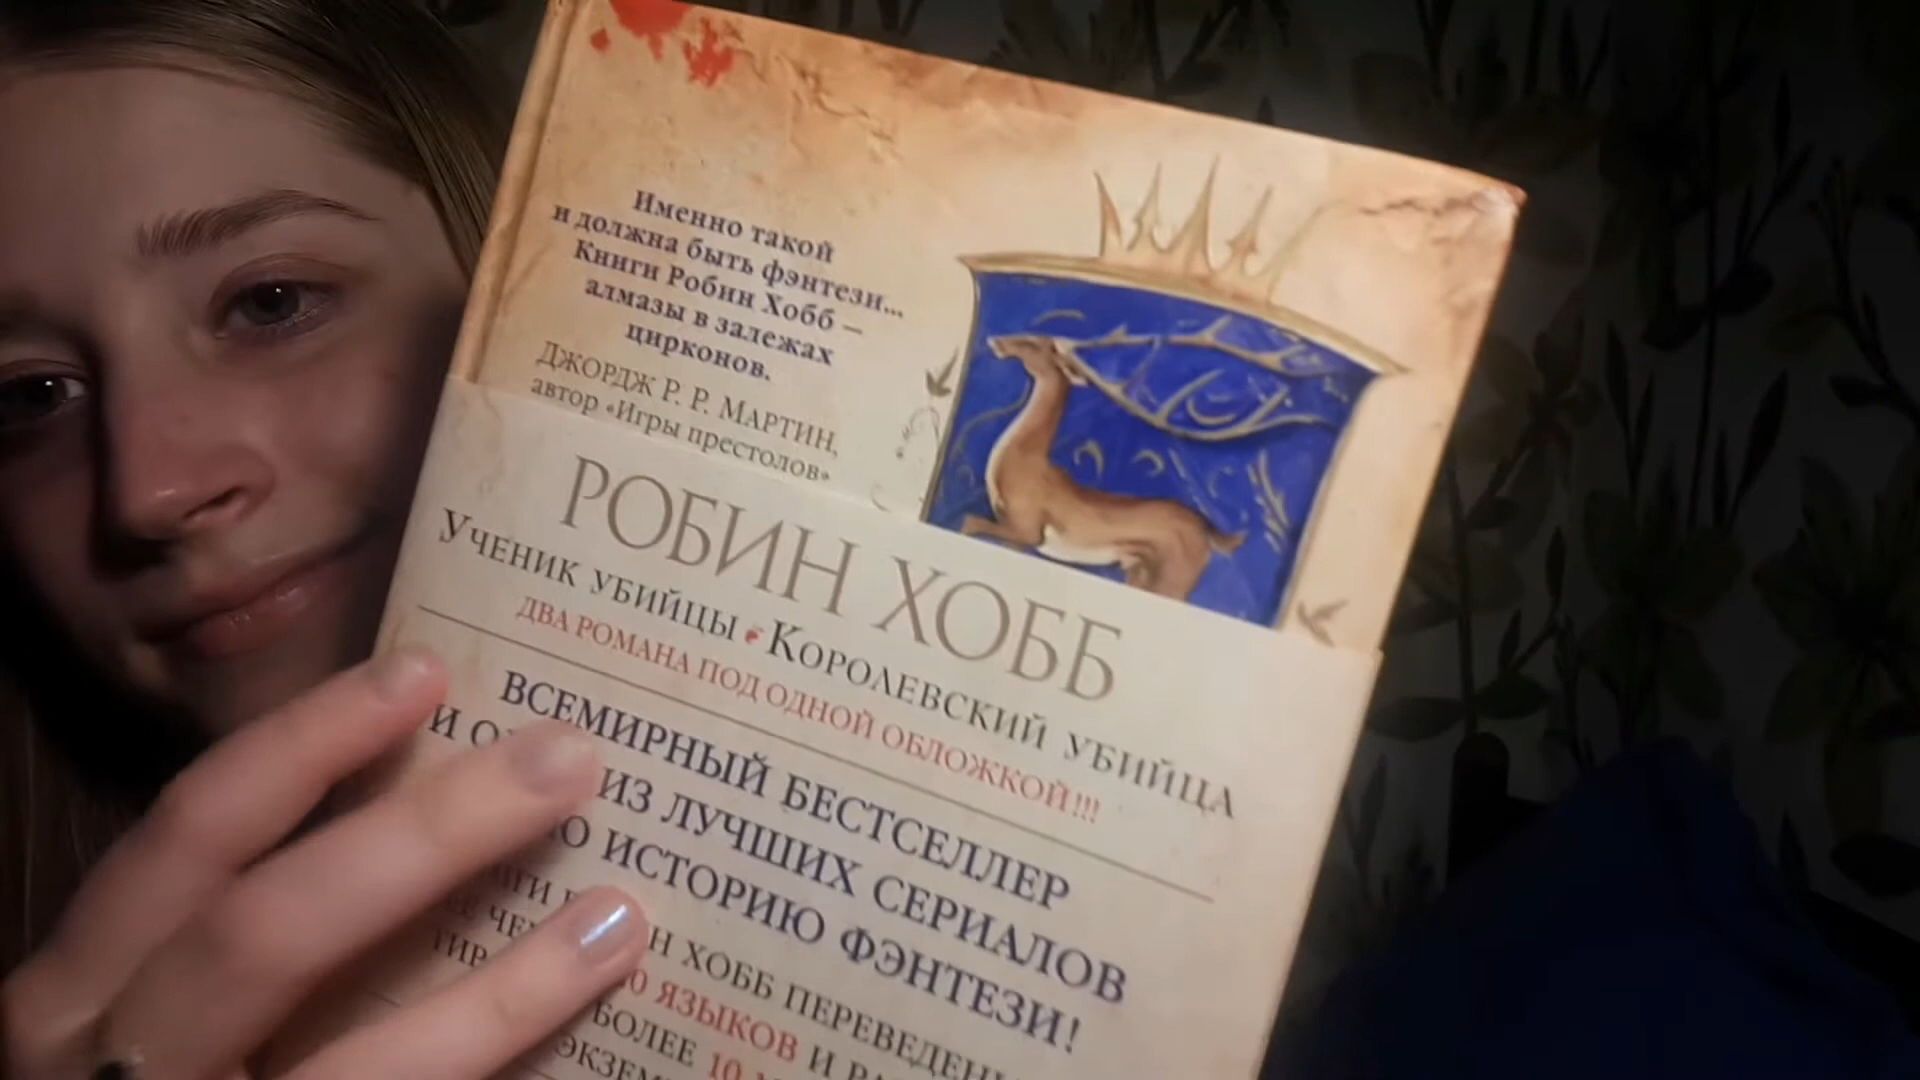 Именно такой
и должна быть фэнтези...
Книги Робин Хобб —
алмазы в залежах
цирконов.
ДЖОРДЖ Р. Р. МАРТИН,
автор «Игры престолов»
РОБИН ХОББ
УЧЕНИК УБИЙЦЫ КОРОЛЕВСКИЙ УБИЙЦА
ДВА РОМАНА ПОД ОДНОЙ ОБЛОЖКОЙ!!!
ВСЕМИРНЫЙ БЕСТСЕЛЛЕР
И ИЗ ЛУЧШИХ СЕРИАЛОВ
ИСТОРИЮ ФЭНТЕЗИ!
ХОББ ПЕРЕВЕДЕНЫ
ЯЗЫКОВ И
БОЛЕЕ 10